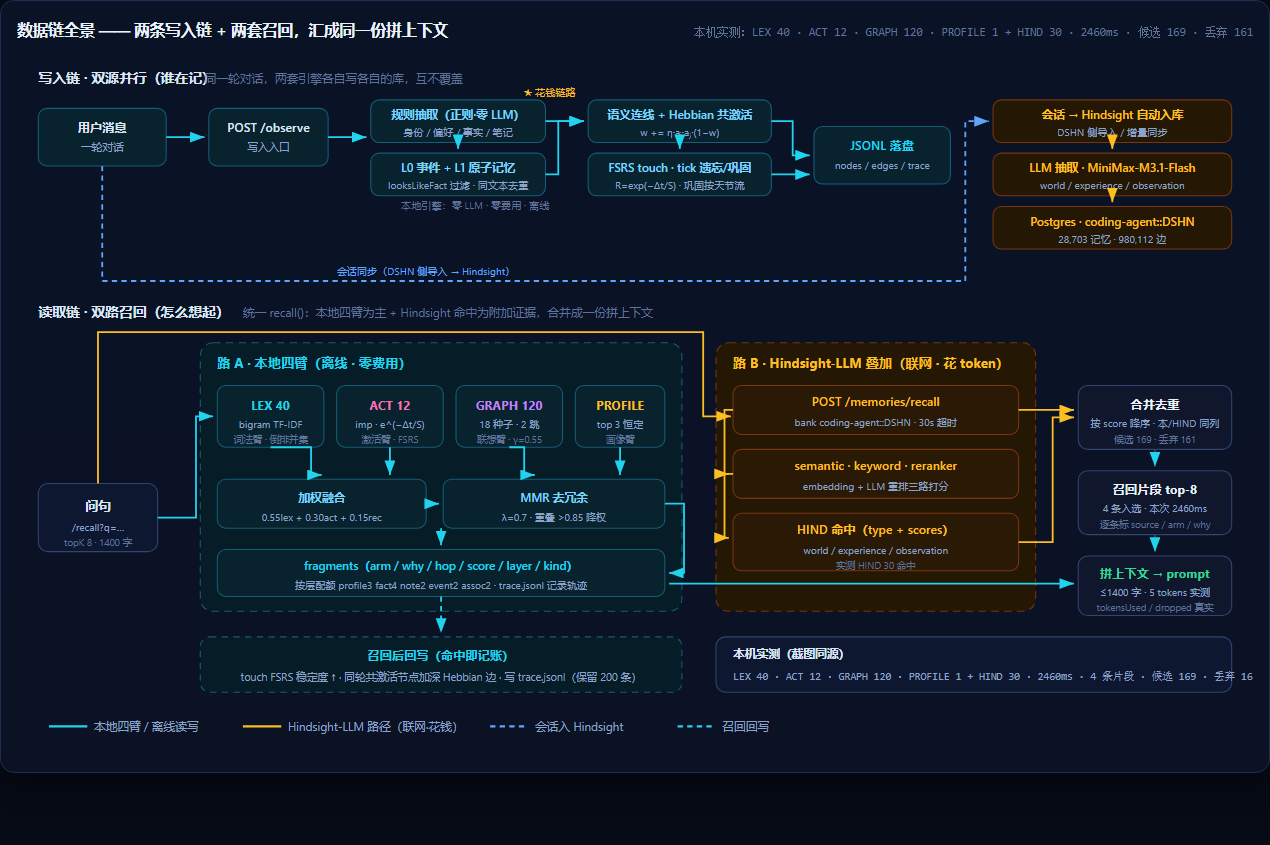 数据链全景 —— 两条写入链 + 两套召回，汇成同一份拼上下文
本机实测：LEX 40 · ACT 12 · GRAPH 120 · PROFILE 1 + HIND 30 · 2460ms · 候选 169 · 丢弃 161
写入链 · 双源并行（谁在记）同一轮对话，两套引擎各自写各自的库，互不覆盖
★ 花钱链路
用户消息
一轮对话
POST /observe
写入入口
规则抽取（正则·零 LLM）
身份 / 偏好 / 事实 / 笔记
L0 事件 + L1 原子记忆
looksLikeFact 过滤 · 同文本去重
本地引擎：零 LLM · 零费用 · 离线
语义连线 + Hebbian 共激活
w += η·aᵢ·aⱼ·(1−w)
FSRS touch · tick 遗忘/巩固
R=exp(−Δt/S) · 巩固按天节流
JSONL 落盘
nodes / edges / trace
会话 → Hindsight 自动入库
DSHN 侧导入 / 增量同步
LLM 抽取 · MiniMax-M3.1-Flash
world / experience / observation
Postgres · coding-agent::DSHN
28,703 记忆 · 980,112 边
会话同步（DSHN 侧导入 → Hindsight）
读取链 · 双路召回（怎么想起）
统一 recall()：本地四臂为主 + Hindsight 命中为附加证据，合并成一份拼上下文
问句
/recall?q=...
topK 8 · 1400 字
路 A · 本地四臂（离线 · 零费用）
LEX 40
bigram TF-IDF
词法臂 · 倒排并集
ACT 12
imp · e^(−Δt/S)
激活臂 · FSRS
GRAPH 120
18 种子 · 2 跳
联想臂 · γ=0.55
PROFILE
top 3 恒定
画像臂
加权融合
0.55lex + 0.30act + 0.15rec
MMR 去冗余
λ=0.7 · 重叠 >0.85 降权
fragments（arm / why / hop / score / layer / kind）
按层配额 profile3 fact4 note2 event2 assoc2 · trace.jsonl 记录轨迹
召回后回写（命中即记账）
touch FSRS 稳定度 ↑ · 同轮共激活节点加深 Hebbian 边 · 写 trace.jsonl（保留 200 条）
路 B · Hindsight-LLM 叠加（联网 · 花 token）
POST /memories/recall
bank coding-agent::DSHN · 30s 超时
semantic · keyword · reranker
embedding + LLM 重排三路打分
HIND 命中（type + scores）
world / experience / observation
实测 HIND 30 命中
合并去重
按 score 降序 · 本/HIND 同列
候选 169 · 丢弃 161
召回片段 top-8
4 条入选 · 本次 2460ms
逐条标 source / arm / why
拼上下文 → prompt
≤1400 字 · 5 tokens 实测
tokensUsed / dropped 真实
本机实测（截图同源）
LEX 40 · ACT 12 · GRAPH 120 · PROFILE 1 + HIND 30 · 2460ms · 4 条片段 · 候选 169 · 丢弃 16
本地四臂 / 离线读写
Hindsight-LLM 路径（联网·花钱）
会话入 Hindsight
召回回写